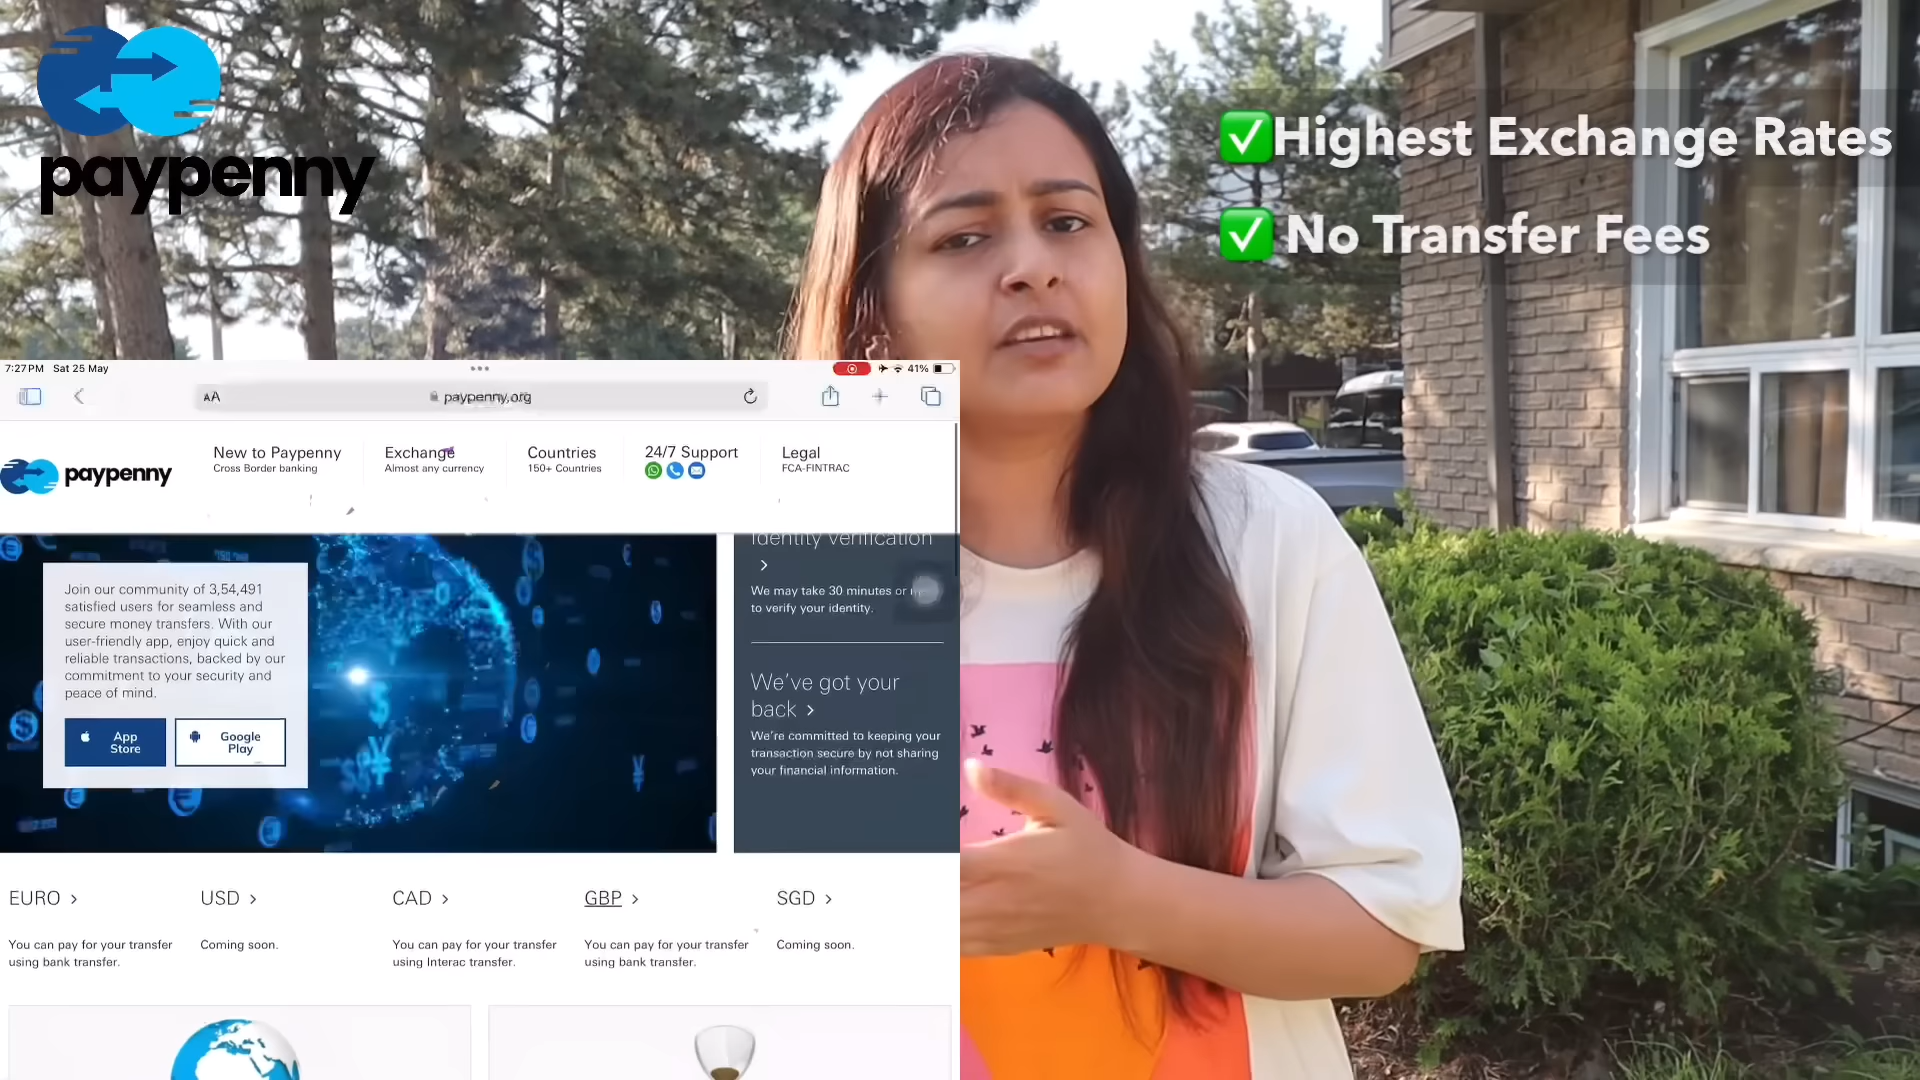 paypenny
✅Highest Exchange Rates
✅ No Transfer Fees
7:27 PM Sat 25 May
41%
AA
paypenny.org
paypenny
New to Paypenny
Cross Border banking
Exchange
Almost any currency
Countries
150+ Countries
24/7 Support
Legal
FCA-FINTRAC
Join our community of 3,54,491
satisfied users for seamless and
secure money transfers. With our
user-friendly app, enjoy quick and
reliable transactions, backed by our
commitment to your security and
peace of mind.
App
Store
Google
Play
Identity verification
>
We may take 30 minutes or
to verify your identity.
We've got your
back >
We're committed to keeping your
transaction secure by not sharing
your financial information.
EURO >
You can pay for your transfer
using bank transfer.
USD >
Coming soon.
CAD >
You can pay for your transfer
using Interac transfer.
GBP >
You can pay for your transfer
using bank transfer.
SGD >
Coming soon.